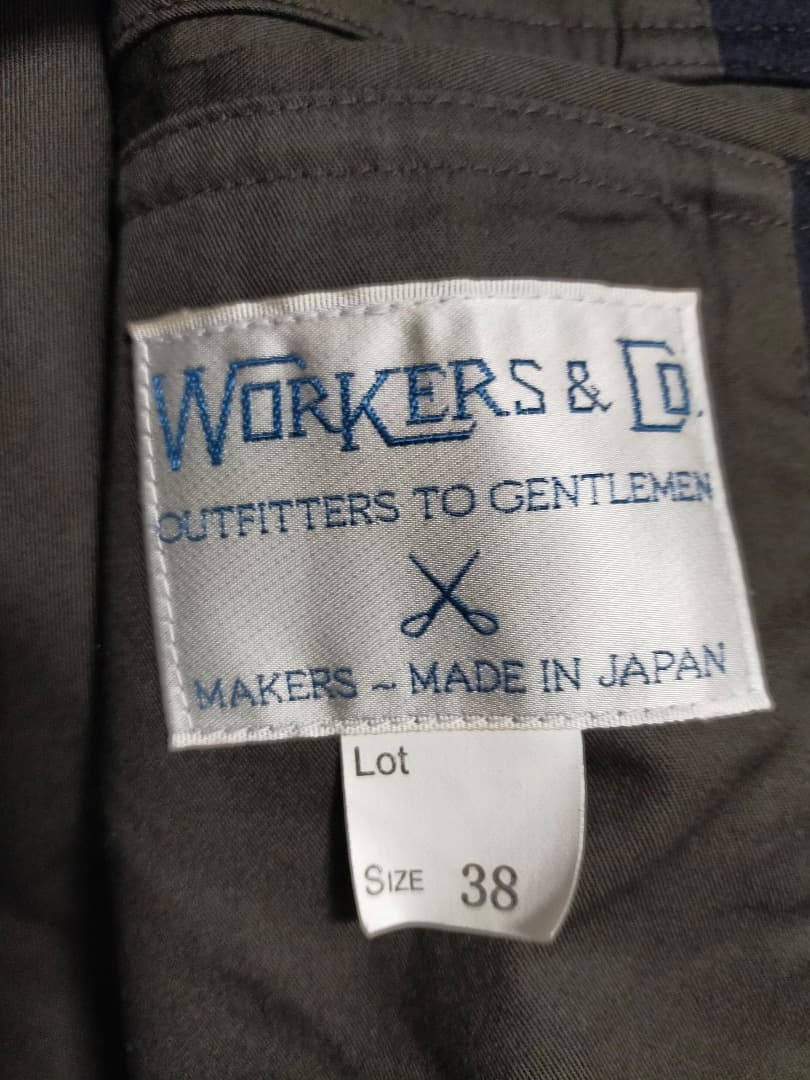 WORKERS & CO.
OUTFITTERS TO GENTLEMEN
MAKERS ~ MADE IN JAPAN
Lot
SIZE 38